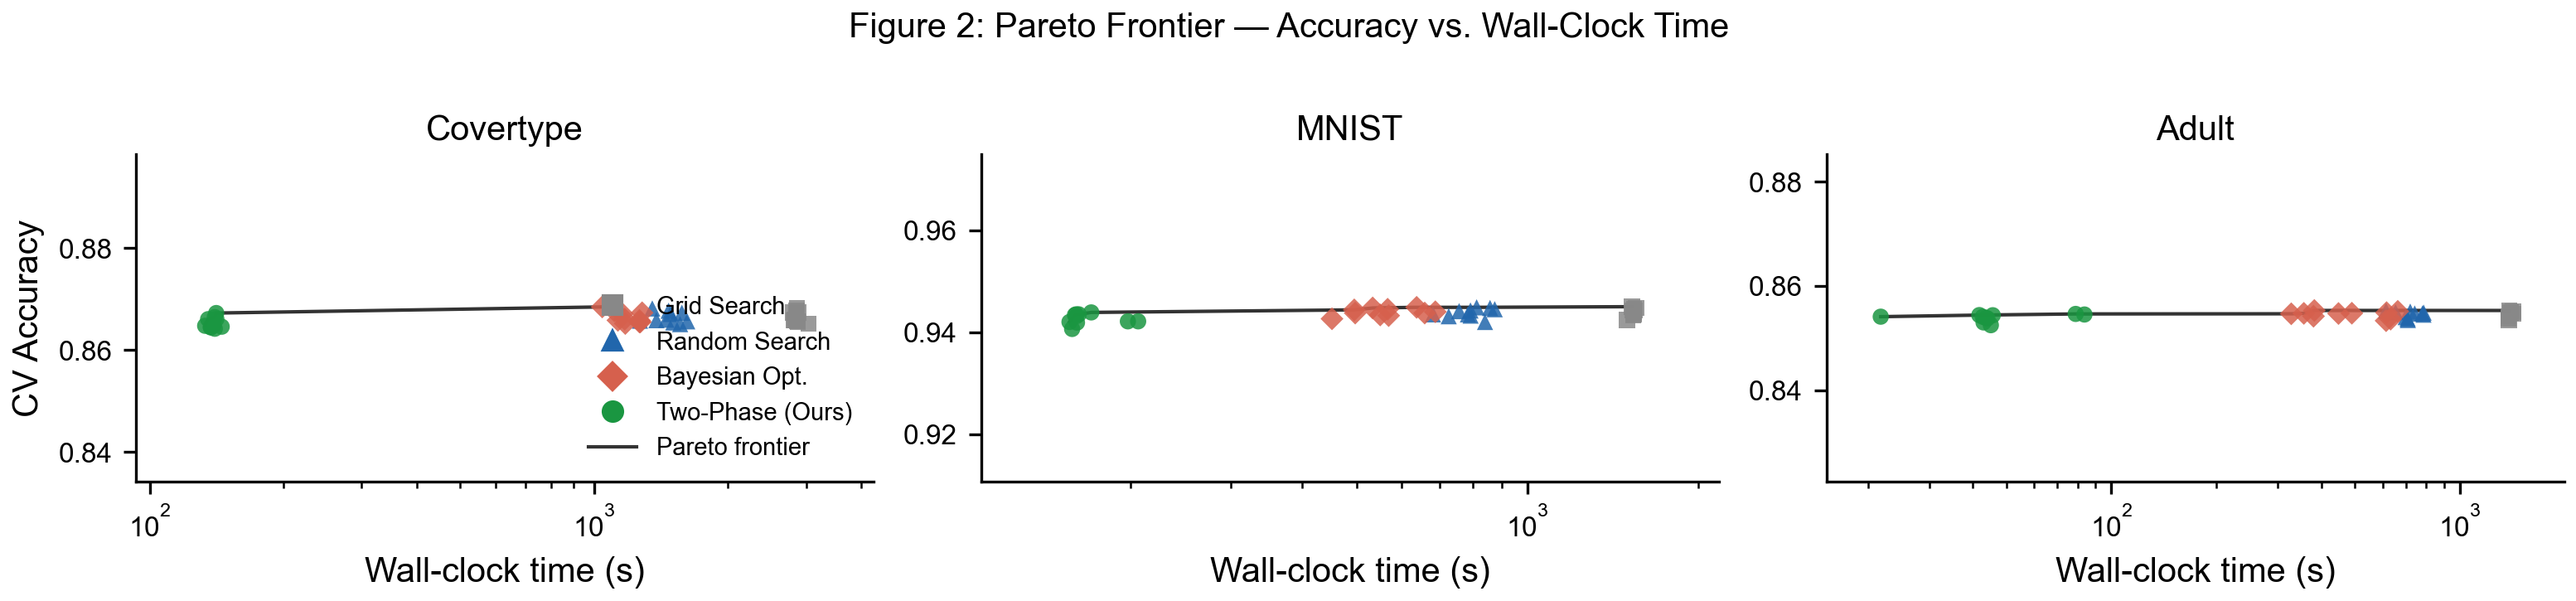 Figure 2: Pareto Frontier — Accuracy vs. Wall-Clock Time
Covertype
CV Accuracy
0.88
0.86
0.84
Grid Search
Random Search
Bayesian Opt.
Two-Phase (Ours)
Pareto frontier
10²
10³
Wall-clock time (s)
MNIST
0.96
0.94
0.92
10³
Wall-clock time (s)
Adult
0.88
0.86
0.84
10²
10³
Wall-clock time (s)